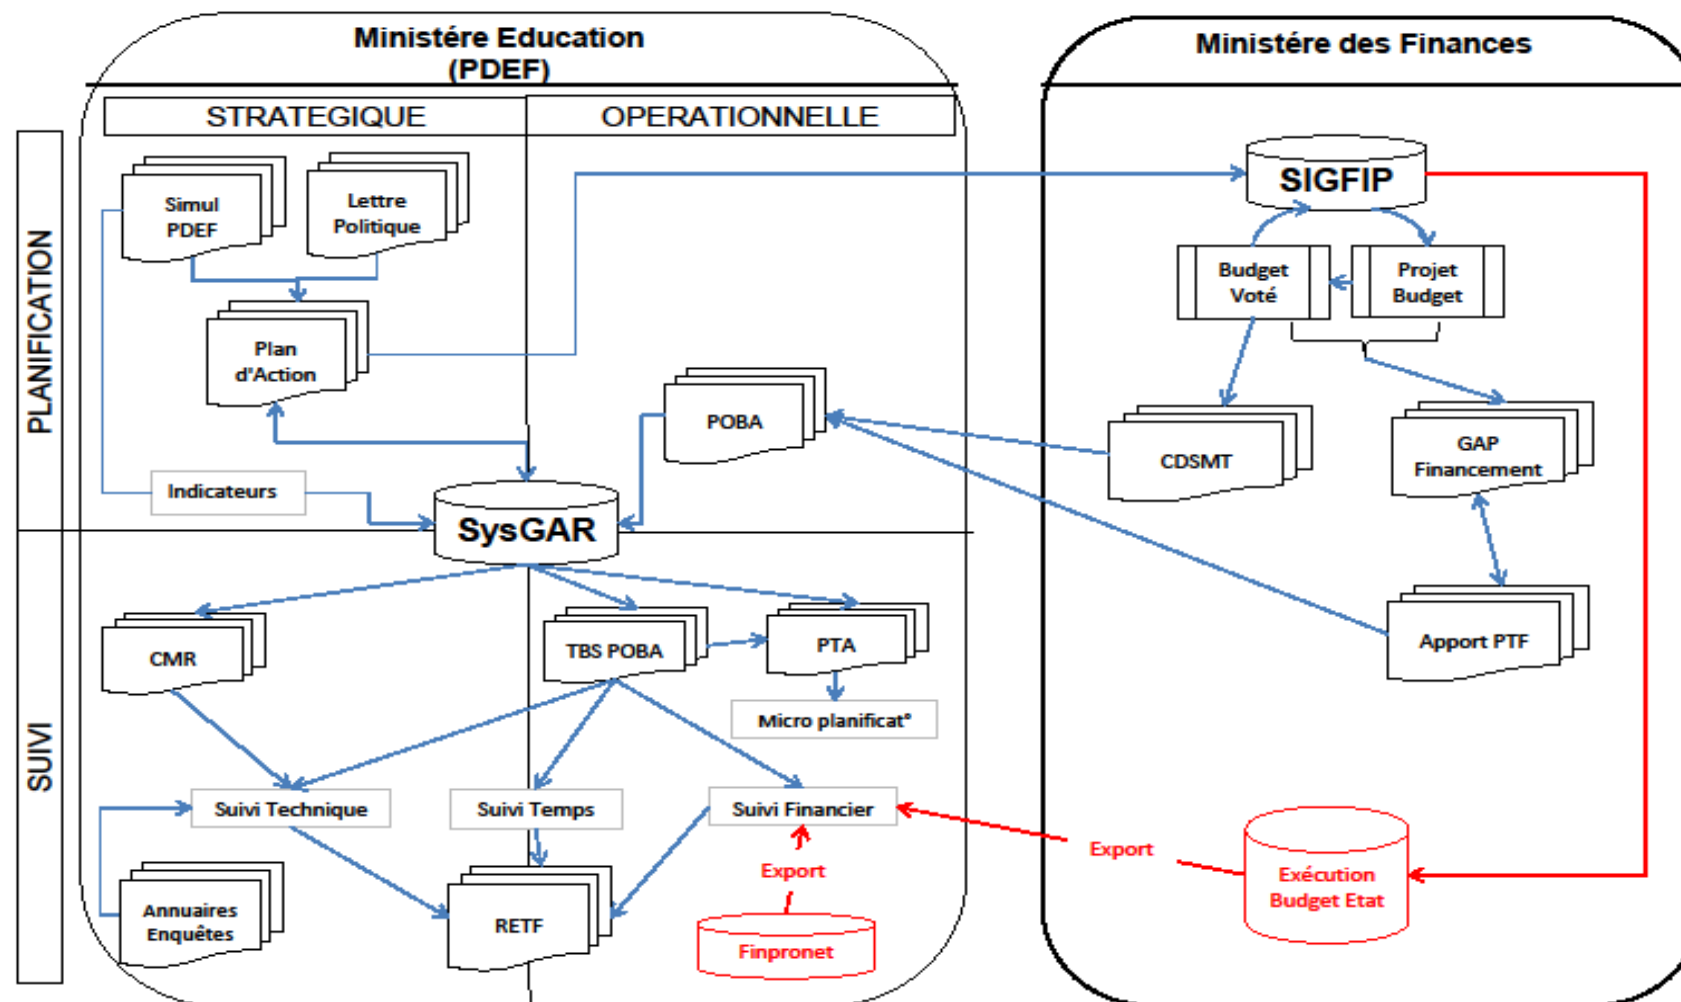 Ministére Education
(PDEF)
Ministére des Finances
STRATEGIQUE
OPERATIONNELLE
PLANIFICATION
Simul
PDEF
Lettre
Politique
SIGFIP
Budget
Voté
Projet
Budget
Plan
d'Action
POBA
CDSMT
GAP
Financement
Indicateurs
SysGAR
SUIVI
CMR
TBS POBA
PTA
Apport PTF
Micro planificat°
Suivi Technique
Suivi Temps
Suivi Financier
Export
Export
Exécution
Budget Etat
Annuaires
Enquêtes
RETF
Finpronet